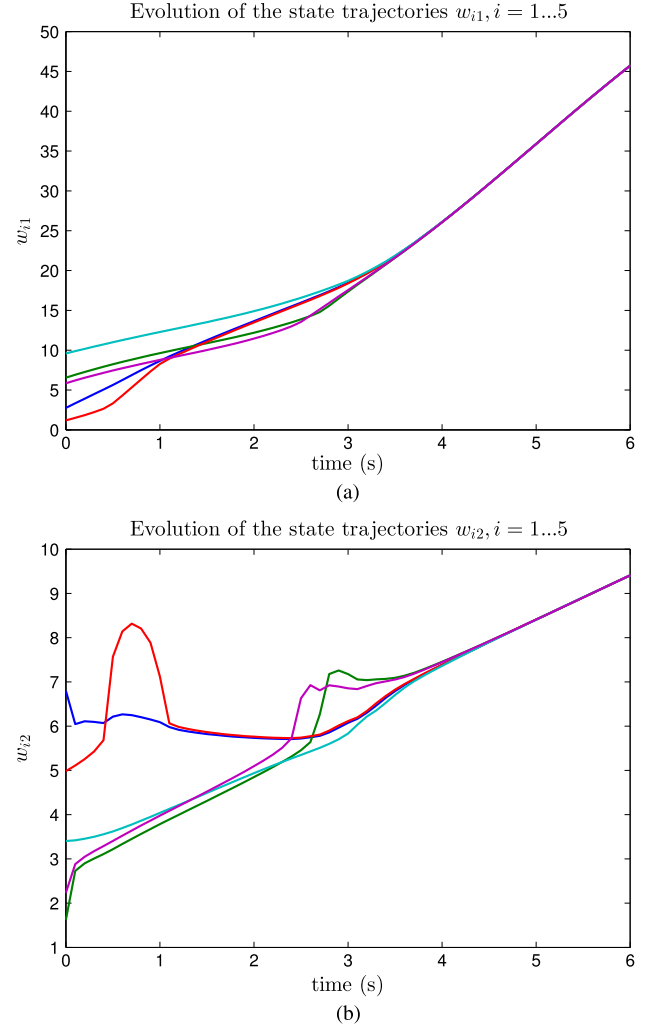 Evolution of the state trajectories w_{i1}, i = 1...5
50
45
40
35
30
25
20
15
10
5
0
w_{i1}
0 1 2 3 4 5 6
time (s)
(a)
Evolution of the state trajectories w_{i2}, i = 1...5
10
9
8
7
6
5
4
3
2
1
w_{i2}
0 1 2 3 4 5 6
time (s)
(b)